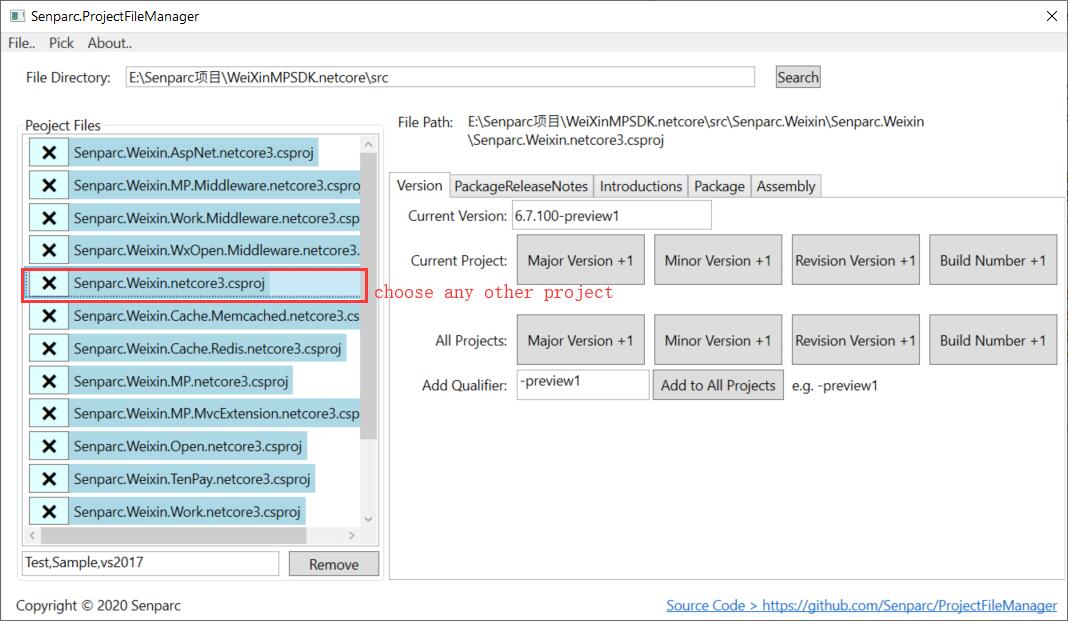 Senparc.ProjectFileManager
File.. Pick About..
File Directory: E:\Senparc项目\WeiXinMPSDK.netcore\src Search
Peoject Files
Senparc.Weixin.AspNet.netcore3.csproj
Senparc.Weixin.MP.Middleware.netcore3.csproj
Senparc.Weixin.Work.Middleware.netcore3.csp
Senparc.Weixin.WxOpen.Middleware.netcore3.
Senparc.Weixin.netcore3.csproj
Senparc.Weixin.Cache.Memcached.netcore3.cs
Senparc.Weixin.Cache.Redis.netcore3.csproj
Senparc.Weixin.MP.netcore3.csproj
Senparc.Weixin.MP.MvcExtension.netcore3.csp
Senparc.Weixin.Open.netcore3.csproj
Senparc.Weixin.TenPay.netcore3.csproj
Senparc.Weixin.Work.netcore3.csproj
Test,Sample,vs2017 Remove
choose any other project
File Path: E:\Senparc项目\WeiXinMPSDK.netcore\src\Senparc.Weixin\Senparc.Weixin
\Senparc.Weixin.netcore3.csproj
Version PackageReleaseNotes Introductions Package Assembly
Current Version: 6.7.100-preview1
Current Project: Major Version +1 Minor Version +1 Revision Version +1 Build Number +1
All Projects: Major Version +1 Minor Version +1 Revision Version +1 Build Number +1
Add Qualifier: -preview1 Add to All Projects e.g. -preview1
Copyright © 2020 Senparc
Source Code > https://github.com/Senparc/ProjectFileManager